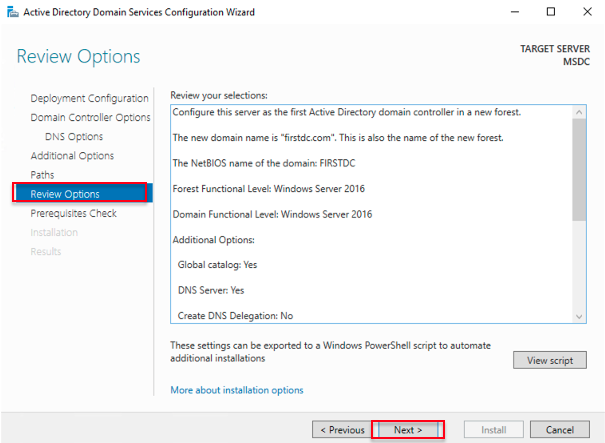 Active Directory Domain Services Configuration Wizard
Review Options
TARGET SERVER
MSDC
Deployment Configuration
Domain Controller Options
DNS Options
Additional Options
Paths
Review Options
Prerequisites Check
Installation
Results
Review your selections:
Configure this server as the first Active Directory domain controller in a new forest.
The new domain name is "firstdc.com". This is also the name of the new forest.
The NetBIOS name of the domain: FIRSTDC
Forest Functional Level: Windows Server 2016
Domain Functional Level: Windows Server 2016
Additional Options:
Global catalog: Yes
DNS Server: Yes
Create DNS Delegation: No
These settings can be exported to a Windows PowerShell script to automate
additional installations
View script
More about installation options
< Previous
Next >
Install
Cancel